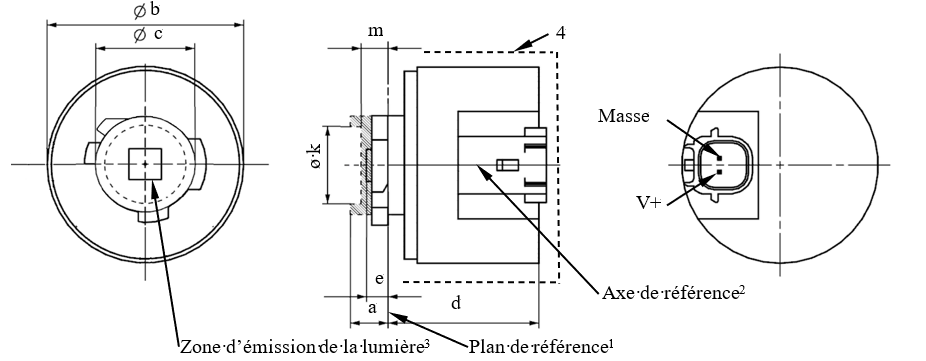 Ø b
Ø c
m
4
ø·k
e
a
d
Masse
V+
Axe·de·référence²
Zone·d’émission·de·la·lumière³
Plan·de·référence¹